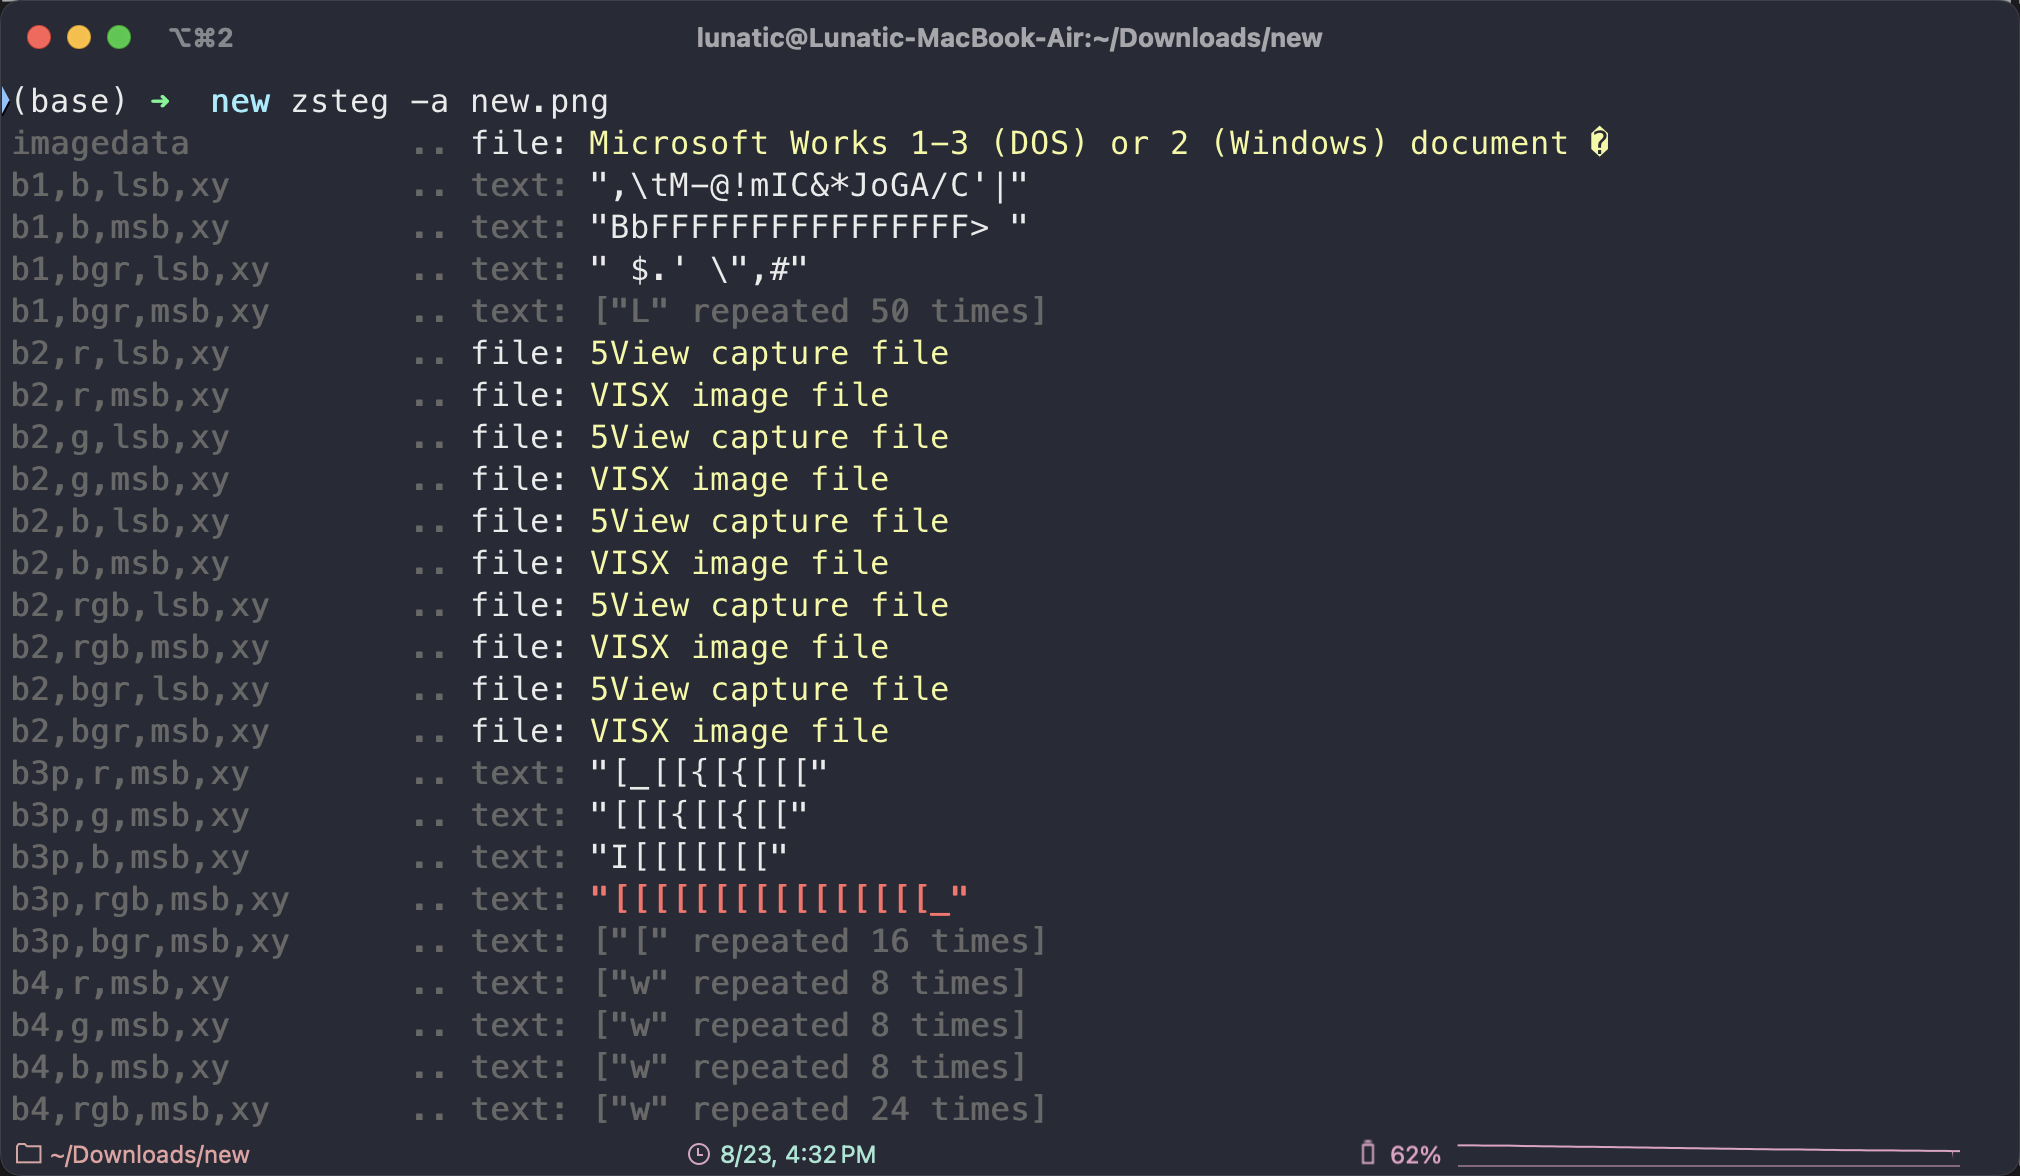 ⌥⌘2
lunatic@Lunatic-MacBook-Air:~/Downloads/new
(base) ➜ new zsteg -a new.png
imagedata .. file: Microsoft Works 1-3 (DOS) or 2 (Windows) document �
b1,b,lsb,xy .. text: ",\tM-@!mIC&*JoGA/C'|"
b1,b,msb,xy .. text: "BbFFFFFFFFFFFFFFFF> "
b1,bgr,lsb,xy .. text: " $.' \",#"
b1,bgr,msb,xy .. text: ["L" repeated 50 times]
b2,r,lsb,xy .. file: 5View capture file
b2,r,msb,xy .. file: VISX image file
b2,g,lsb,xy .. file: 5View capture file
b2,g,msb,xy .. file: VISX image file
b2,b,lsb,xy .. file: 5View capture file
b2,b,msb,xy .. file: VISX image file
b2,rgb,lsb,xy .. file: 5View capture file
b2,rgb,msb,xy .. file: VISX image file
b2,bgr,lsb,xy .. file: 5View capture file
b2,bgr,msb,xy .. file: VISX image file
b3p,r,msb,xy .. text: "[_[[{[{[[["
b3p,g,msb,xy .. text: "[[[{[[{[["
b3p,b,msb,xy .. text: "I[[[[[[["
b3p,rgb,msb,xy .. text: "[[[[[[[[[[[[[[[[_"
b3p,bgr,msb,xy .. text: ["[" repeated 16 times]
b4,r,msb,xy .. text: ["w" repeated 8 times]
b4,g,msb,xy .. text: ["w" repeated 8 times]
b4,b,msb,xy .. text: ["w" repeated 8 times]
b4,rgb,msb,xy .. text: ["w" repeated 24 times]
~/Downloads/new
8/23, 4:32 PM
62%